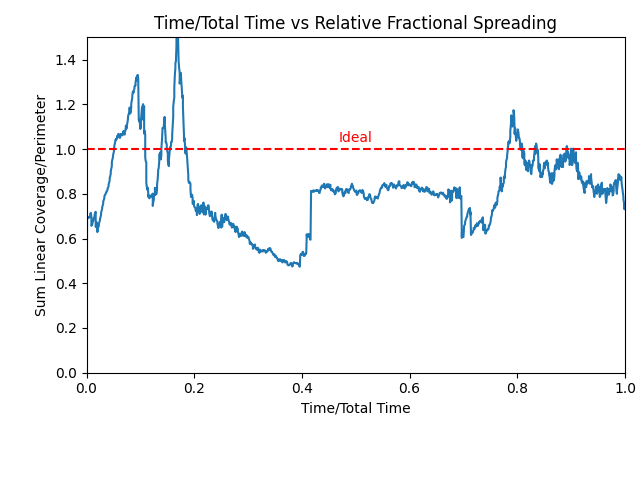 Time/Total Time vs Relative Fractional Spreading
1.4
1.2
1.0
0.8
0.6
0.4
0.2
0.0
Sum Linear Coverage/Perimeter
Ideal
0.0 0.2 0.4 0.6 0.8 1.0
Time/Total Time